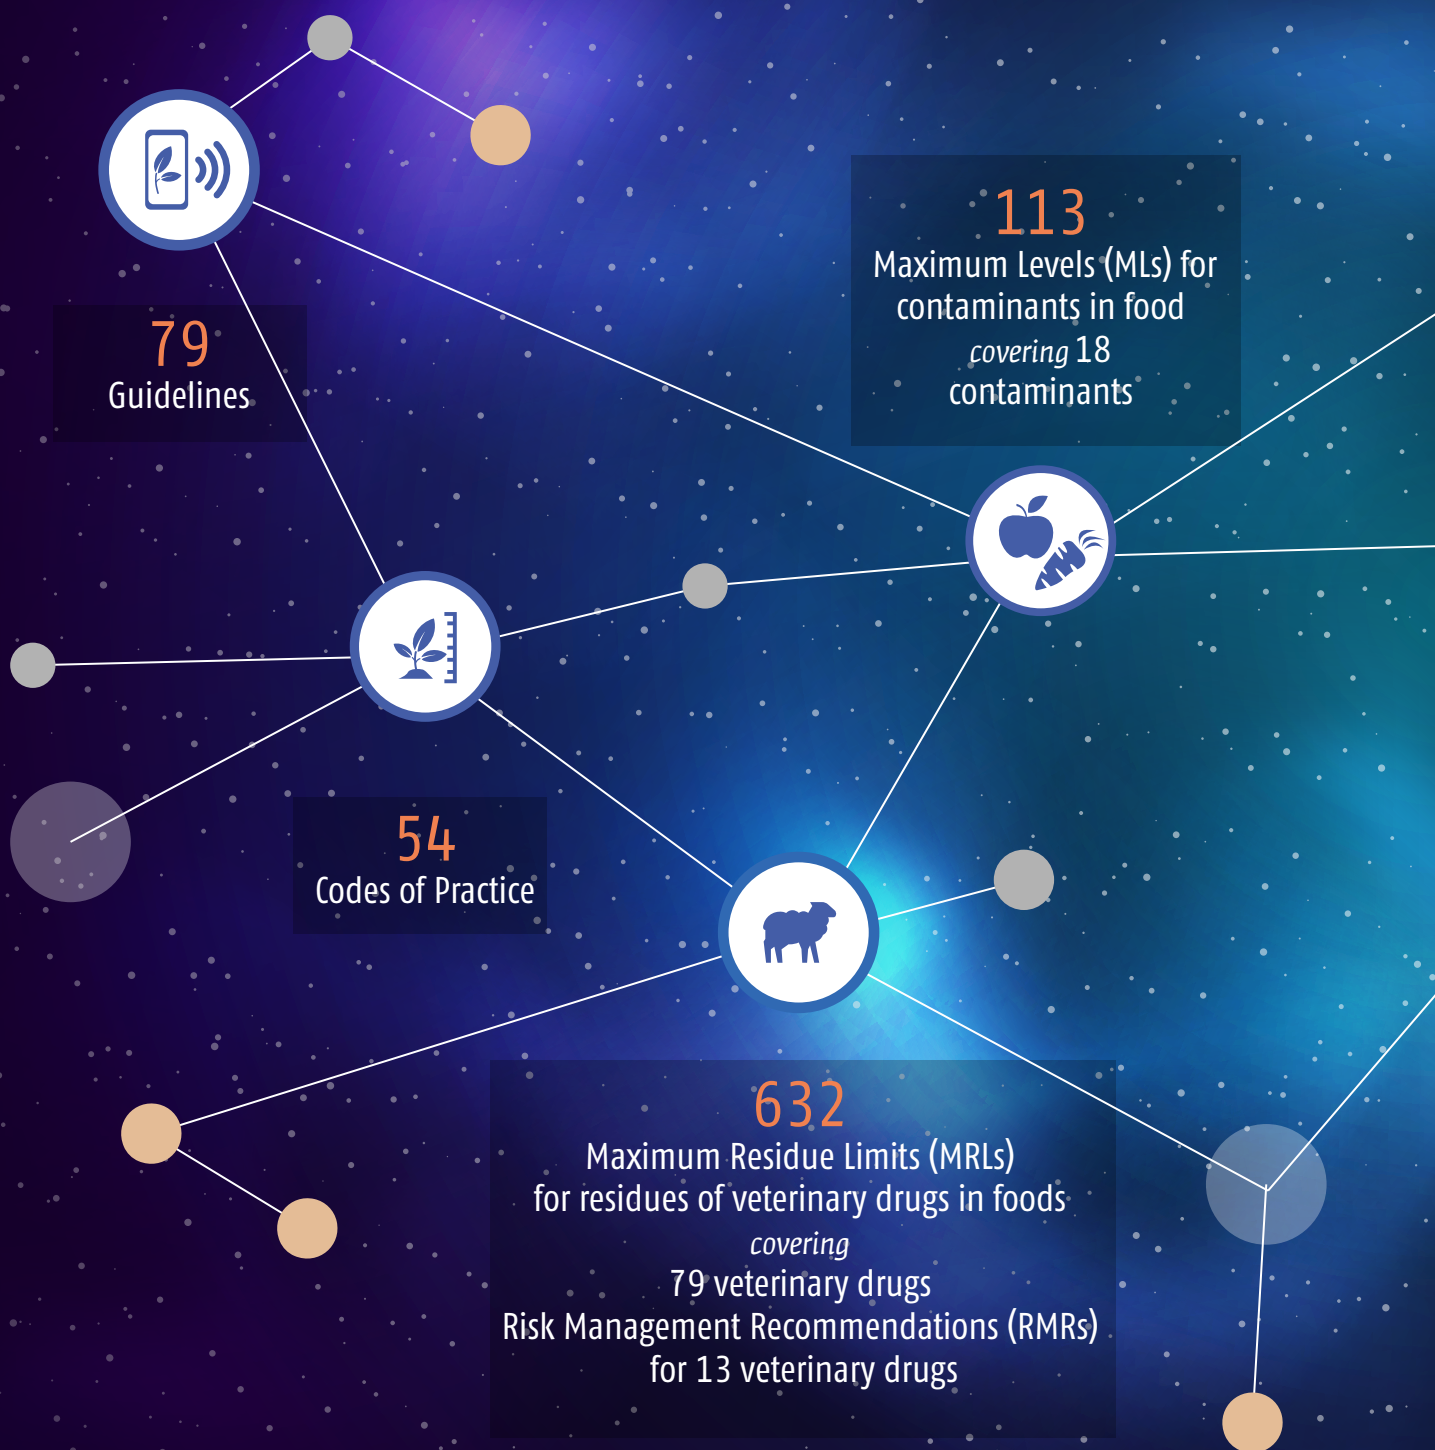 79
Guidelines
113
Maximum Levels (MLs) for
contaminants in food
covering 18
contaminants
54
Codes of Practice
632
Maximum Residue Limits (MRLs)
for residues of veterinary drugs in foods
covering
79 veterinary drugs
Risk Management Recommendations (RMRs)
for 13 veterinary drugs